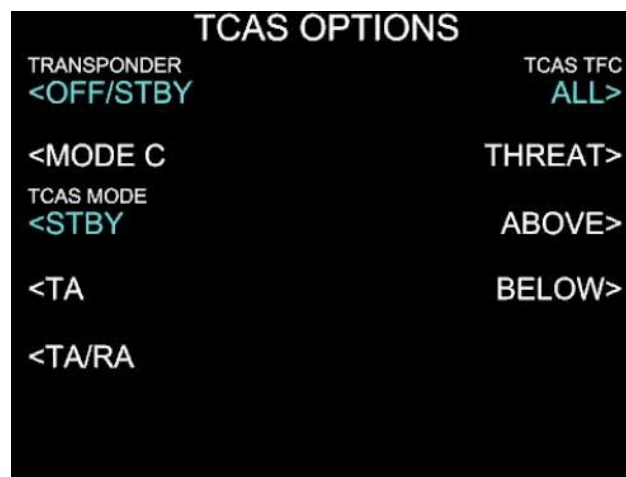 TCAS OPTIONS
TRANSPONDER TCAS TFC
<OFF/STBY ALL>
<MODE C THREAT>
TCAS MODE
<STBY ABOVE>
<TA BELOW>
<TA/RA